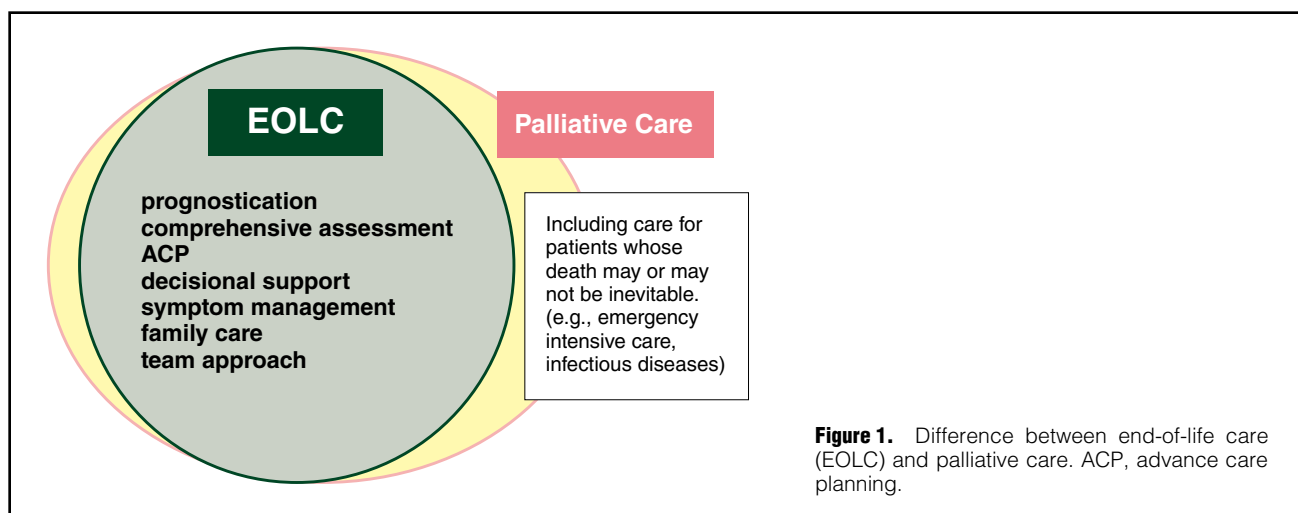 EOLC
Palliative Care
prognostication
comprehensive assessment
ACP
decisional support
symptom management
family care
team approach
Including care for
patients whose
death may or may
not be inevitable.
(e.g., emergency
intensive care,
infectious diseases)
Figure 1. Difference between end-of-life care
(EOLC) and palliative care. ACP, advance care
planning.